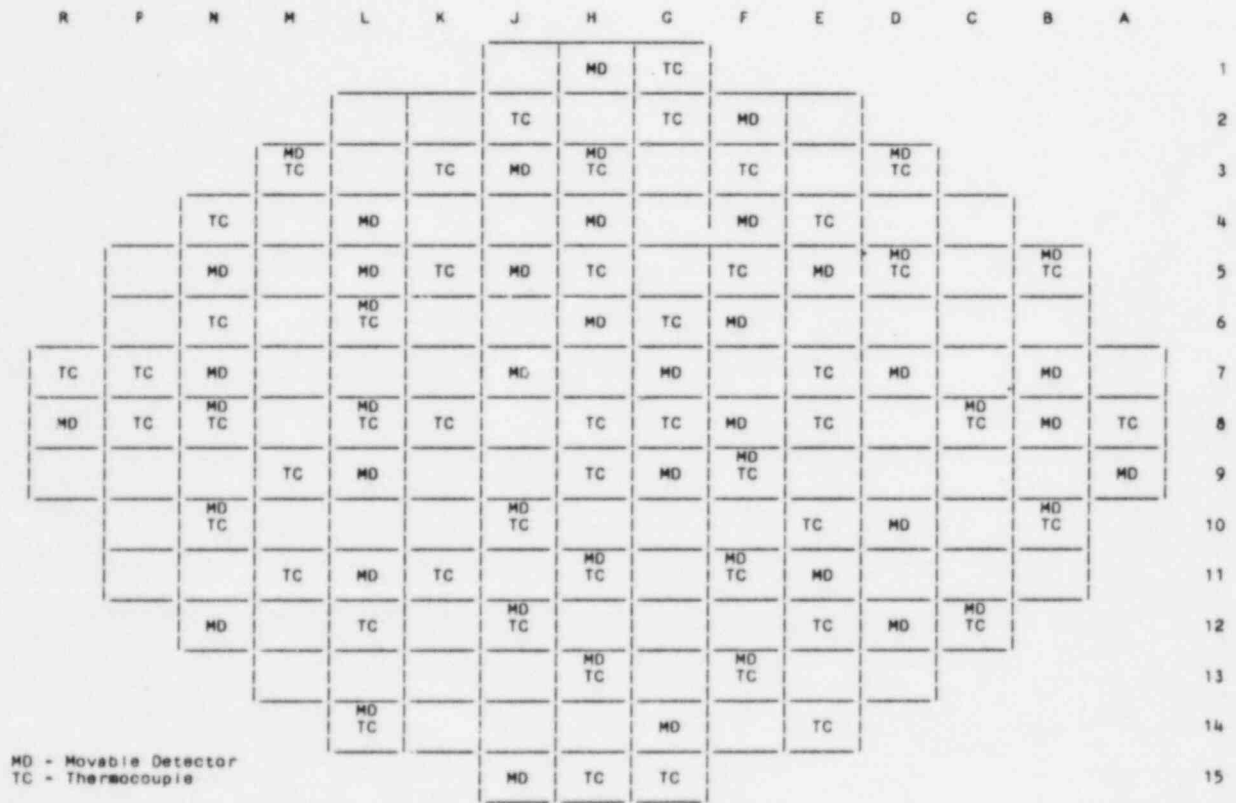 R P N M L K J H G F E D C B A
MD TC 1
TC TC MD 2
MD MD MD
TC TC MD TC TC TC 3
TC MD MD MD TC 4
MD MD
MD MD TC MD TC TC MD TC TC 5
MD
TC TC MD TC MD 6
TC TC MD MD MD TC MD MD 7
MD MD MD
MD TC TC TC TC TC TC MD TC TC MD TC 8
MD
TC MD TC MD TC MD 9
MD MD MD
TC TC TC MD TC 10
MD MD
TC MD TC TC TC MD 11
MD MD
MD TC TC TC MD TC 12
MD MD
TC TC 13
MD
TC MD TC 14
MD - Movable Detector
TC - Thermocouple
MD TC TC 15